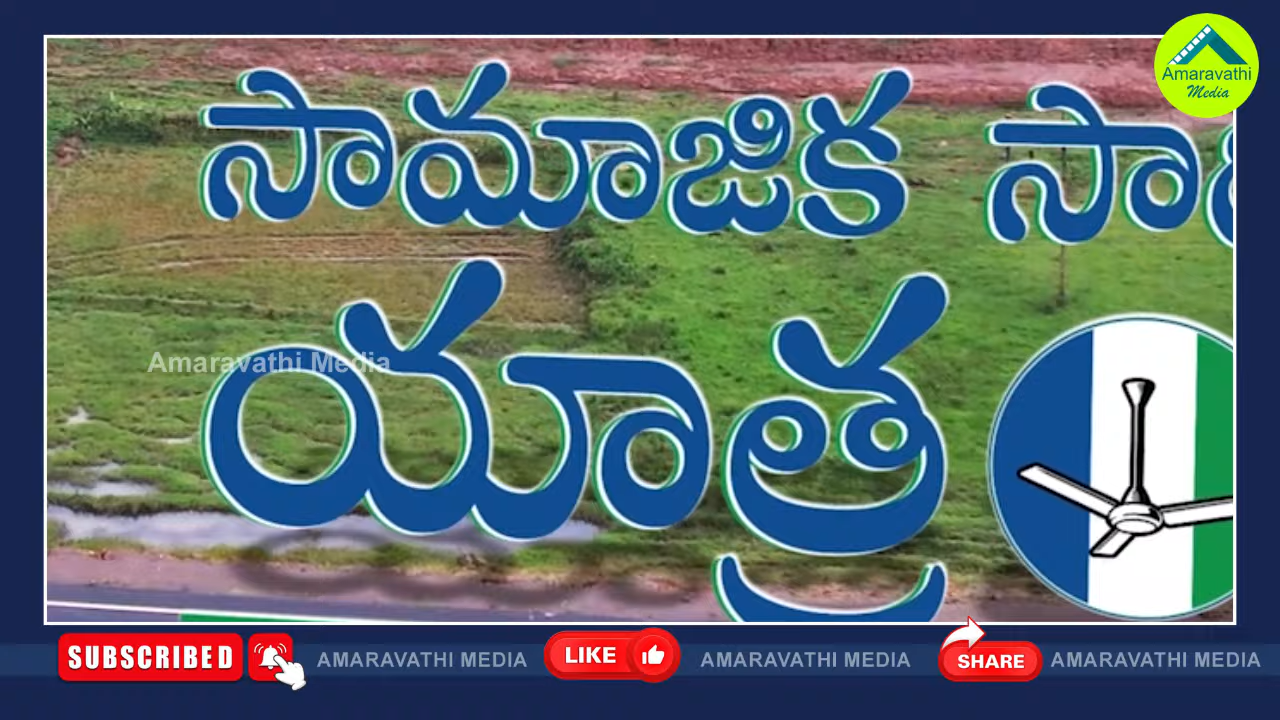 Amaravathi
Media
సామాజిక
యాత్ర
Amaravathi Media
SUBSCRIBED
AMARAVATHI MEDIA
LIKE
AMARAVATHI MEDIA
SHARE
AMARAVATHI MEDIA